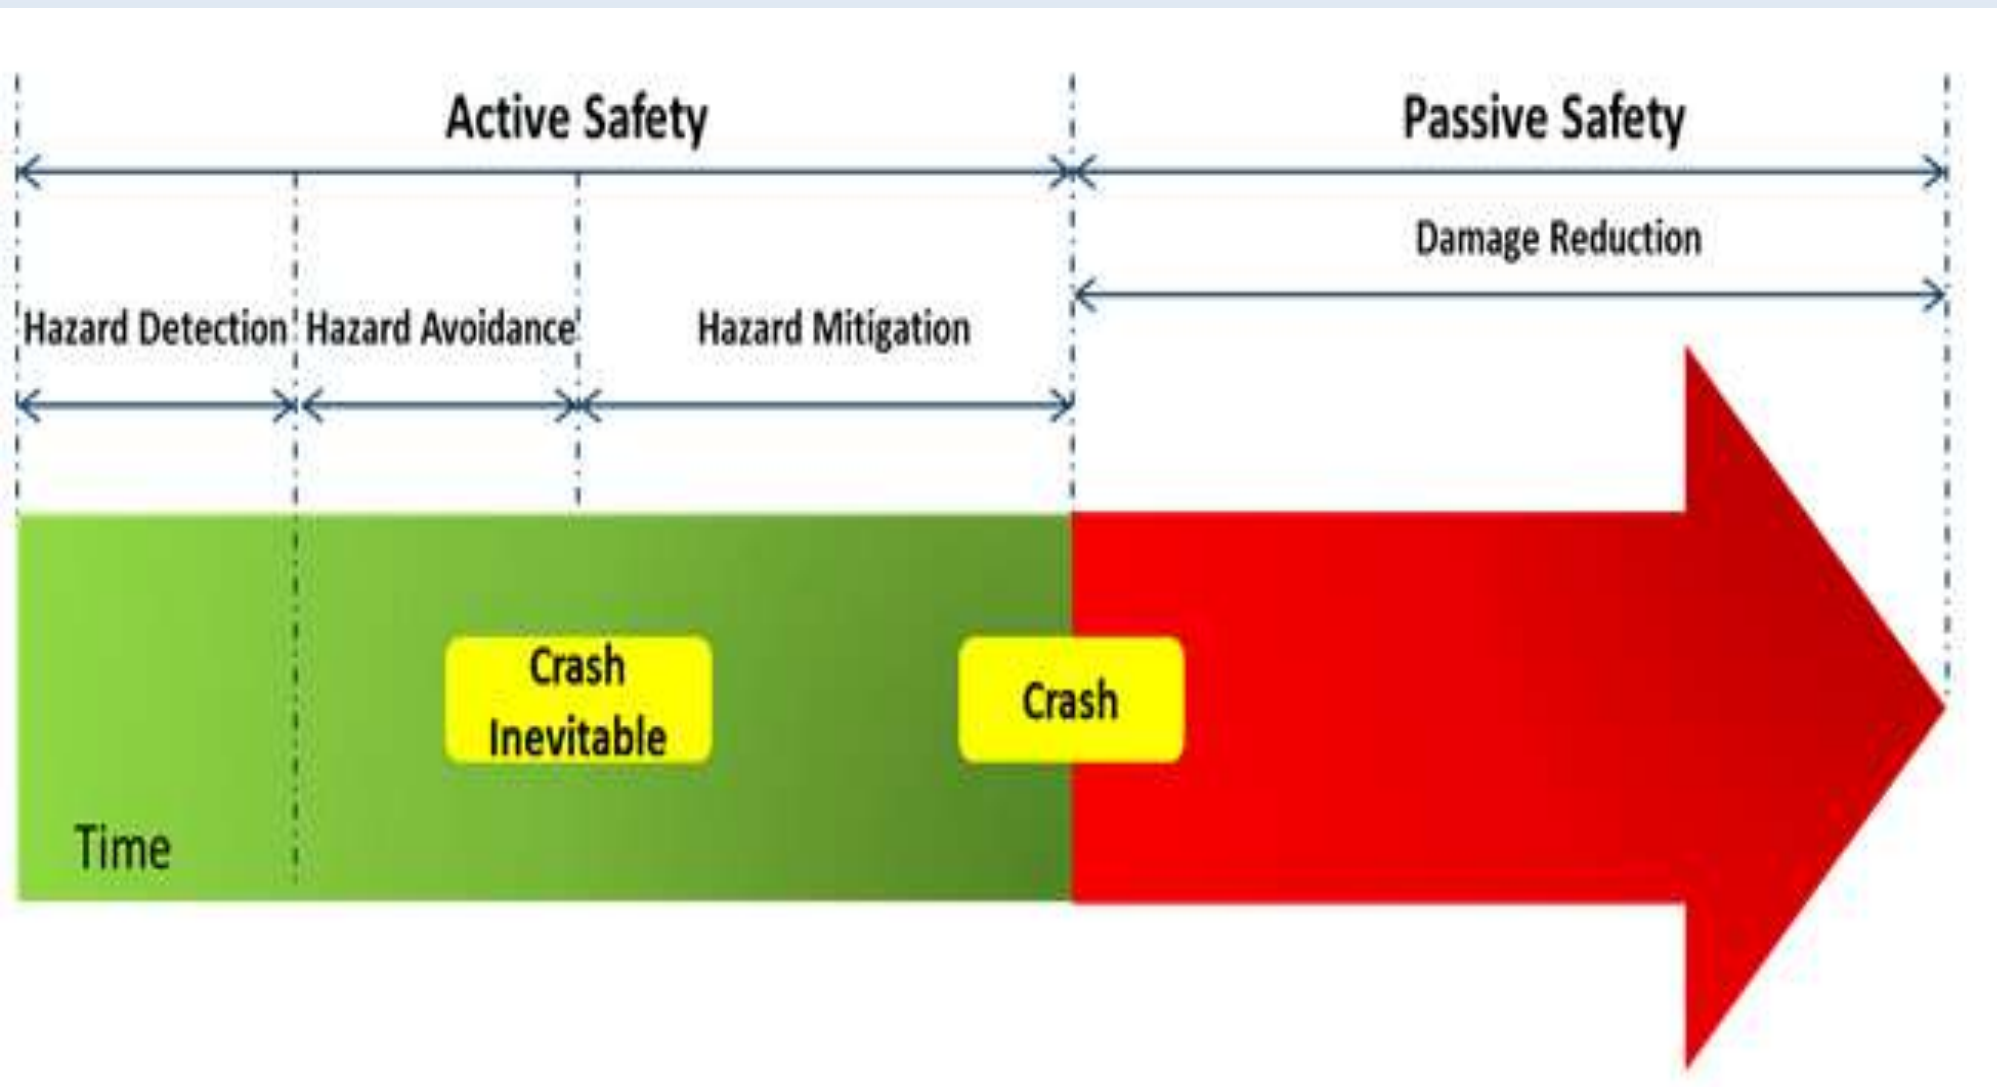 Active Safety
Passive Safety
Damage Reduction
Hazard Detection
Hazard Avoidance
Hazard Mitigation
Crash
Inevitable
Crash
Time